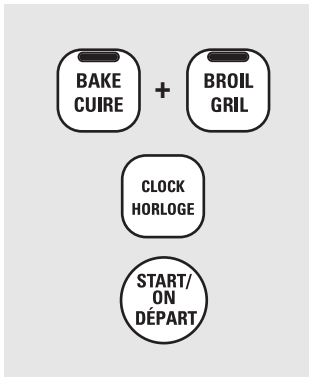 BAKE
CUIRE
+
BROIL
GRIL
CLOCK
HORLOGE
START/
ON
DÉPART